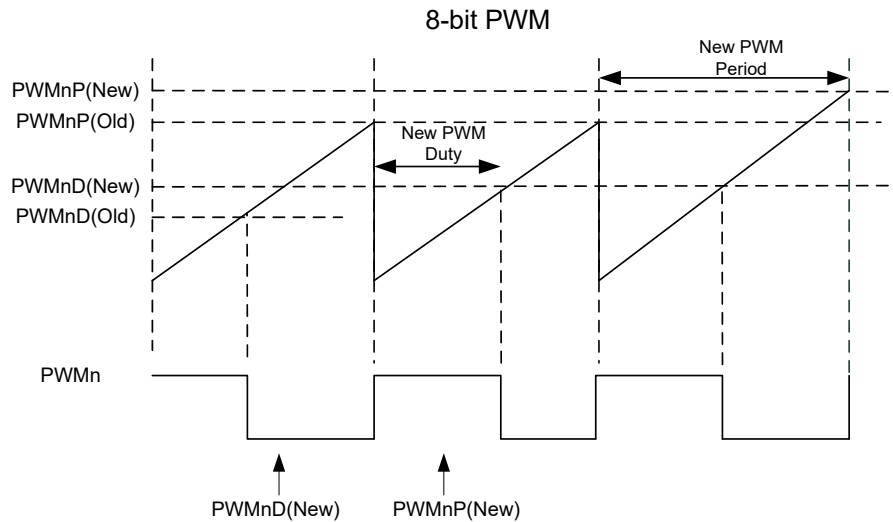 8-bit PWM
New PWM
Period
PWMnP(New)
PWMnP(Old)
New PWM
Duty
PWMnD(New)
PWMnD(Old)
PWMn
PWMnD(New)
PWMnP(New)